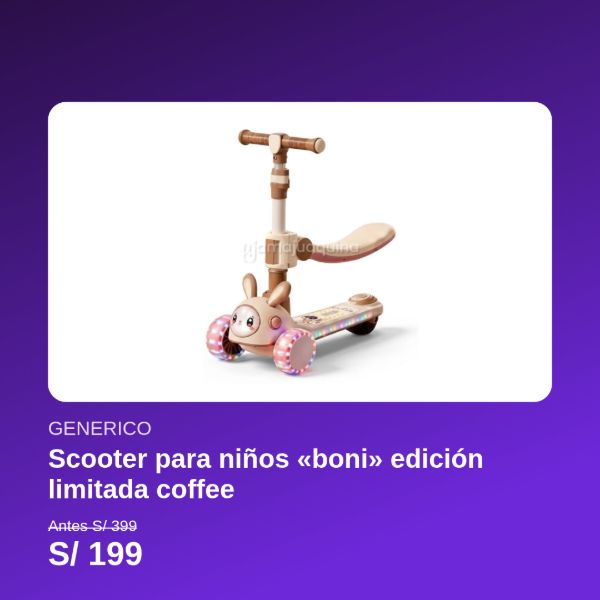 GENERICO
Scooter para niños «boni» edición
limitada coffee
Antes S/ 399
S/ 199